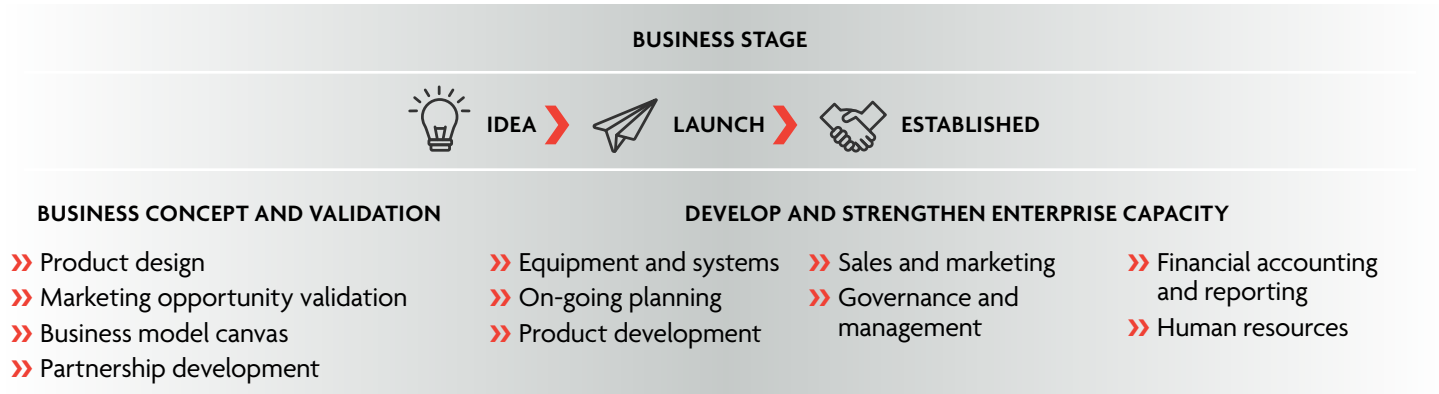 BUSINESS STAGE
IDEA
LAUNCH
ESTABLISHED
BUSINESS CONCEPT AND VALIDATION
Product design
Marketing opportunity validation
Business model canvas
Partnership development
DEVELOP AND STRENGTHEN ENTERPRISE CAPACITY
Equipment and systems
On-going planning
Product development
Sales and marketing
Governance and
management
Financial accounting
and reporting
Human resources